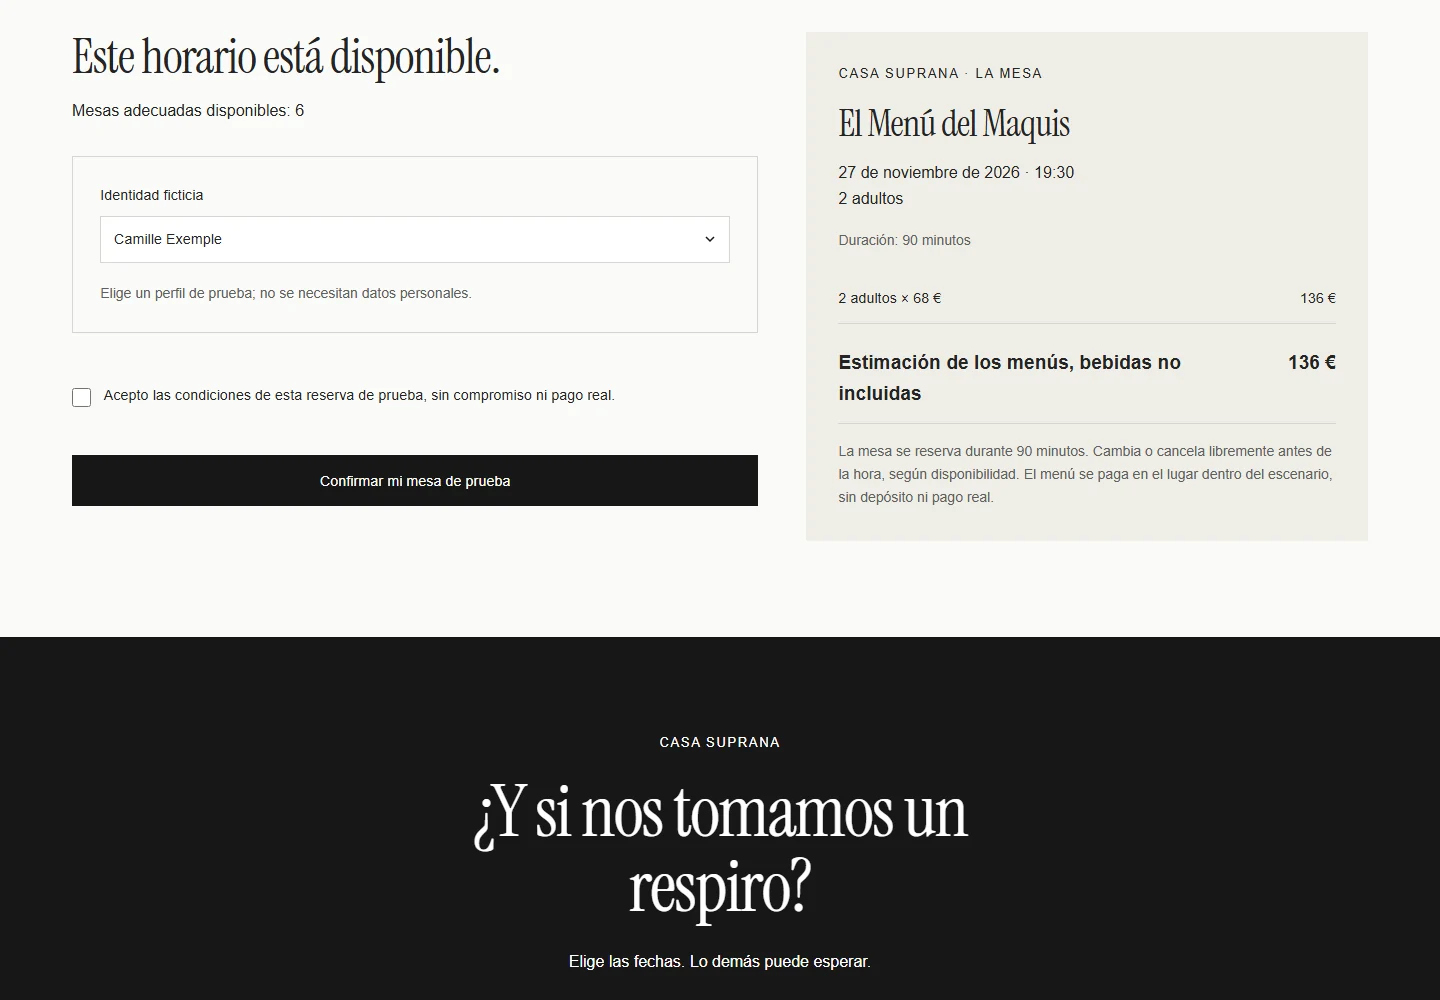 Este horario está disponible.
Mesas adecuadas disponibles: 6
Identidad ficticia
Camille Exemple
Elige un perfil de prueba; no se necesitan datos personales.
Acepto las condiciones de esta reserva de prueba, sin compromiso ni pago real.
Confirmar mi mesa de prueba
CASA SUPRANA · LA MESA
El Menú del Maquis
27 de noviembre de 2026 · 19:30
2 adultos
Duración: 90 minutos
2 adultos × 68 € 136 €
Estimación de los menús, bebidas no 136 €
incluidas
La mesa se reserva durante 90 minutos. Cambia o cancela libremente antes de
la hora, según disponibilidad. El menú se paga en el lugar dentro del escenario,
sin depósito ni pago real.
CASA SUPRANA
¿Y si nos tomamos un
respiro?
Elige las fechas. Lo demás puede esperar.